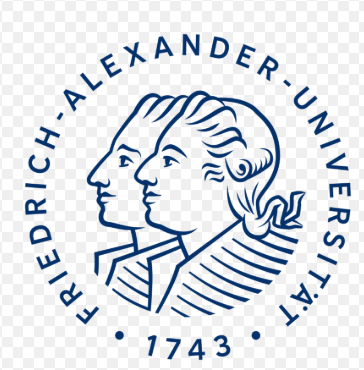 FRIEDRICH-ALEXANDER-UNIVERSITÄT
• 1743 •